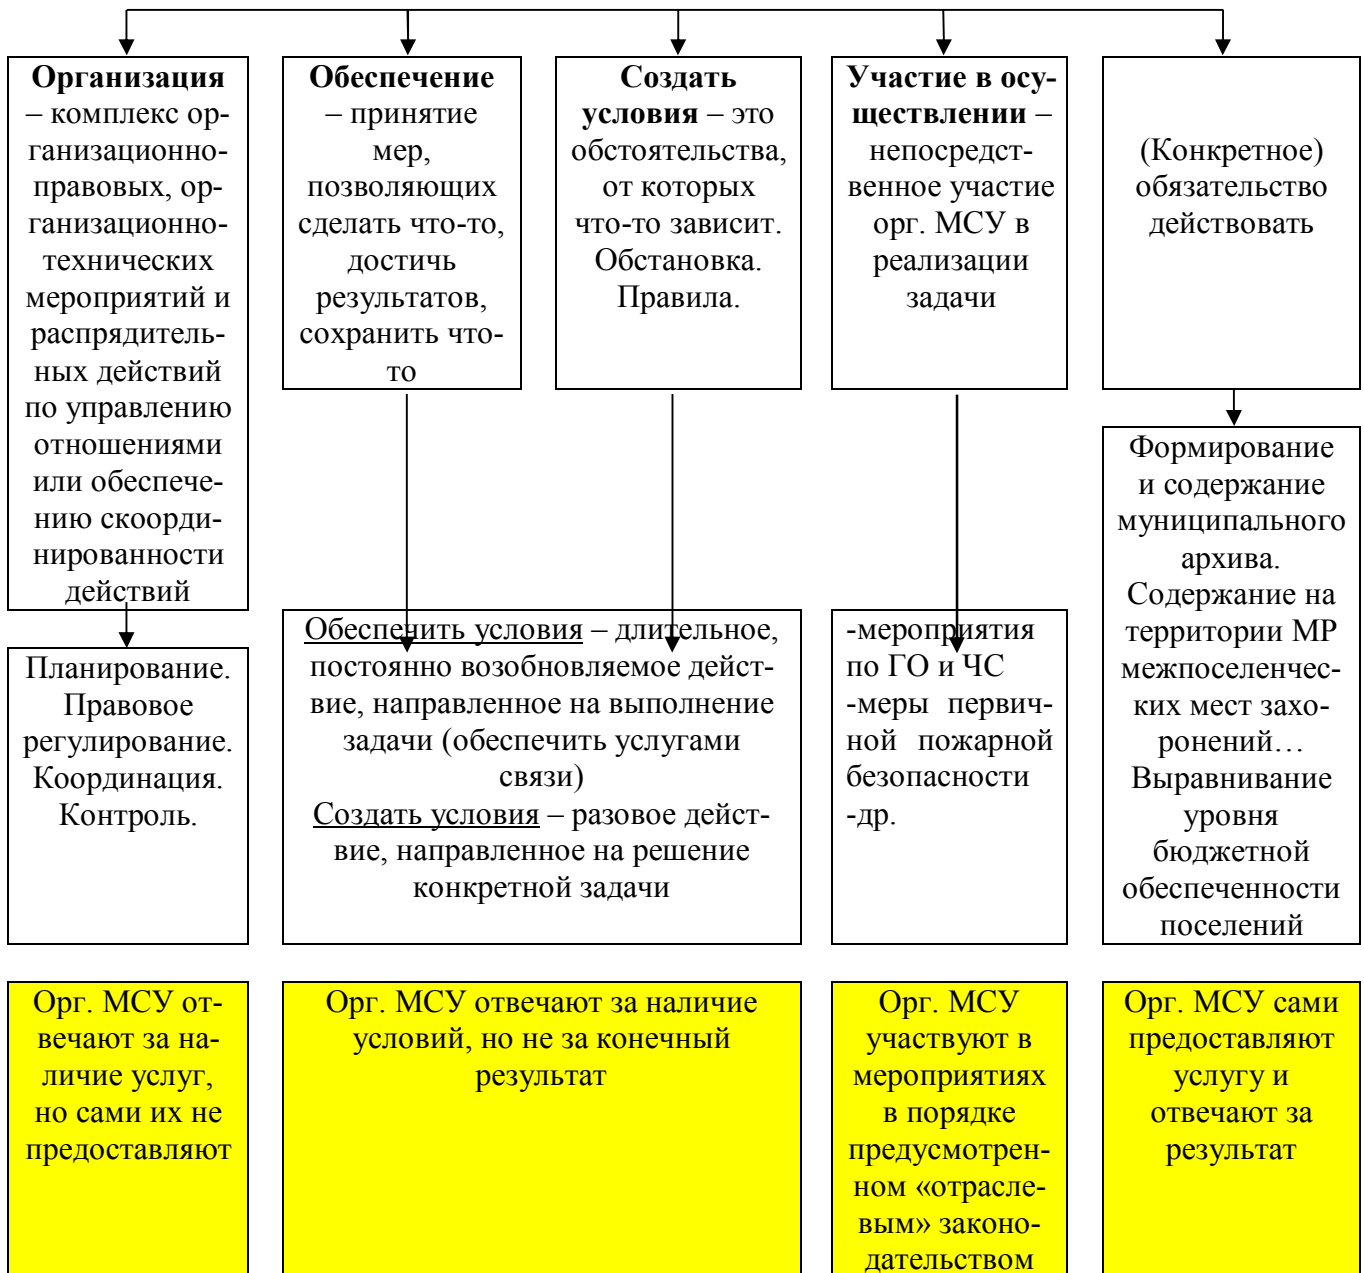 Организация
– комплекс ор-
ганизационно-
правовых, ор-
ганизационно-
технических
мероприятий и
распрядитель-
ных действий
по управлению
отношениями
или обеспече-
нию скоорди-
нированности
действий
Обеспечение
– принятие
мер,
позволяющих
сделать что-то,
достичь
результатов,
сохранить что-
то
Создать
условия – это
обстоятельства,
от которых
что-то зависит.
Обстановка.
Правила.
Участие в осу-
ществлении –
непосредст-
венное участие
орг. МСУ в
реализации
задачи
(Конкретное)
обязательство
действовать
Планирование.
Правовое
регулирование.
Координация.
Контроль.
Обеспечить условия – длительное,
постоянно возобновляемое дейст-
вие, направленное на выполнение
задачи (обеспечить услугами
связи)
Создать условия – разовое дейст-
вие, направленное на решение
конкретной задачи
-мероприятия
по ГО и ЧС
-меры первич-
ной пожарной
безопасности
-др.
Формирование
и содержание
муниципального
архива.
Содержание на
территории МР
межпоселенчес-
ких мест захо-
ронений…
Выравнивание
уровня
бюджетной
обеспеченности
поселений
Орг. МСУ от-
вечают за на-
личие услуг,
но сами их не
предоставляют
Орг. МСУ отвечают за наличие
условий, но не за конечный
результат
Орг. МСУ
участвуют в
мероприятиях
в порядке
предусмотрен-
ном «отрасле-
вым» законо-
дательством
Орг. МСУ сами
предоставляют
услугу и
отвечают за
результат